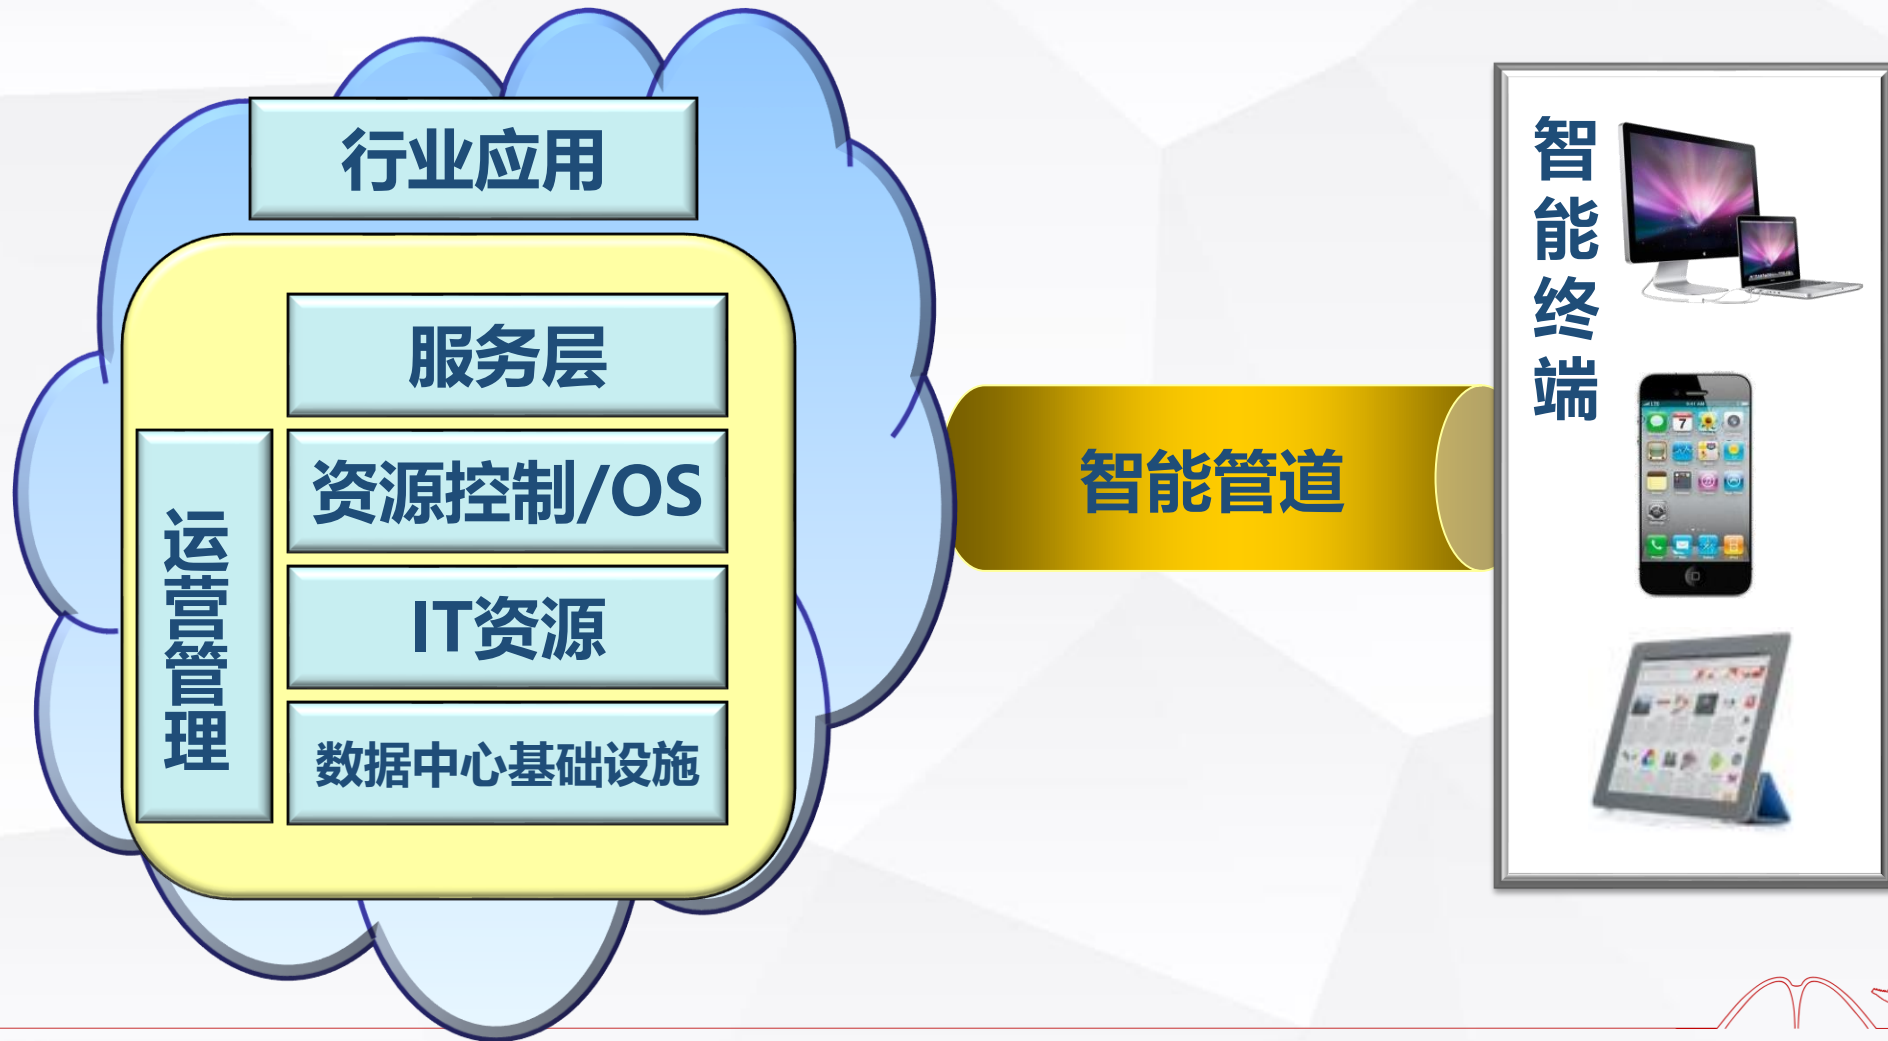 行业应用
服务层
资源控制/OS
IT资源
数据中心基础设施
运营管理
智能管道
智能终端